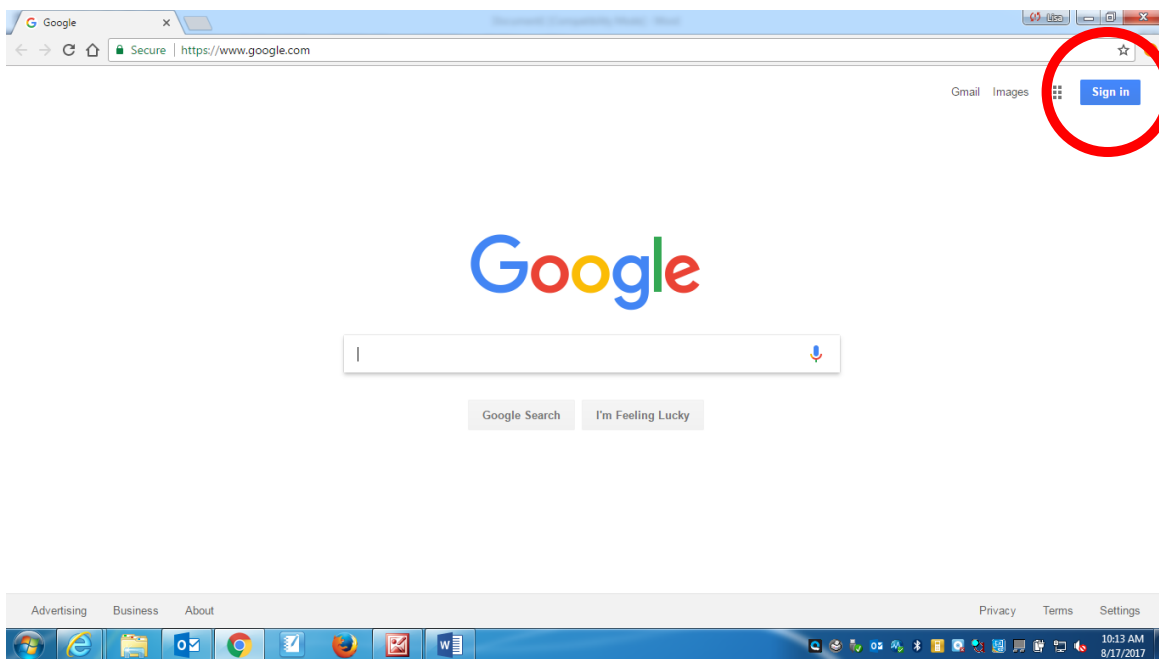 Google
Secure https://www.google.com
Gmail Images Sign in
Google
Google Search I'm Feeling Lucky
Advertising Business About Privacy Terms Settings
10:13 AM
8/17/2017